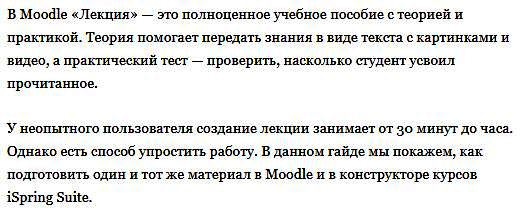 В Moodle «Лекция» — это полноценное учебное пособие с теорией и
практикой. Теория помогает передать знания в виде текста с картинками и
видео, а практический тест — проверить, насколько студент усвоил
прочитанное.
У неопытного пользователя создание лекции занимает от 30 минут до часа.
Однако есть способ упростить работу. В данном гайде мы покажем, как
подготовить один и тот же материал в Moodle и в конструкторе курсов
iSpring Suite.